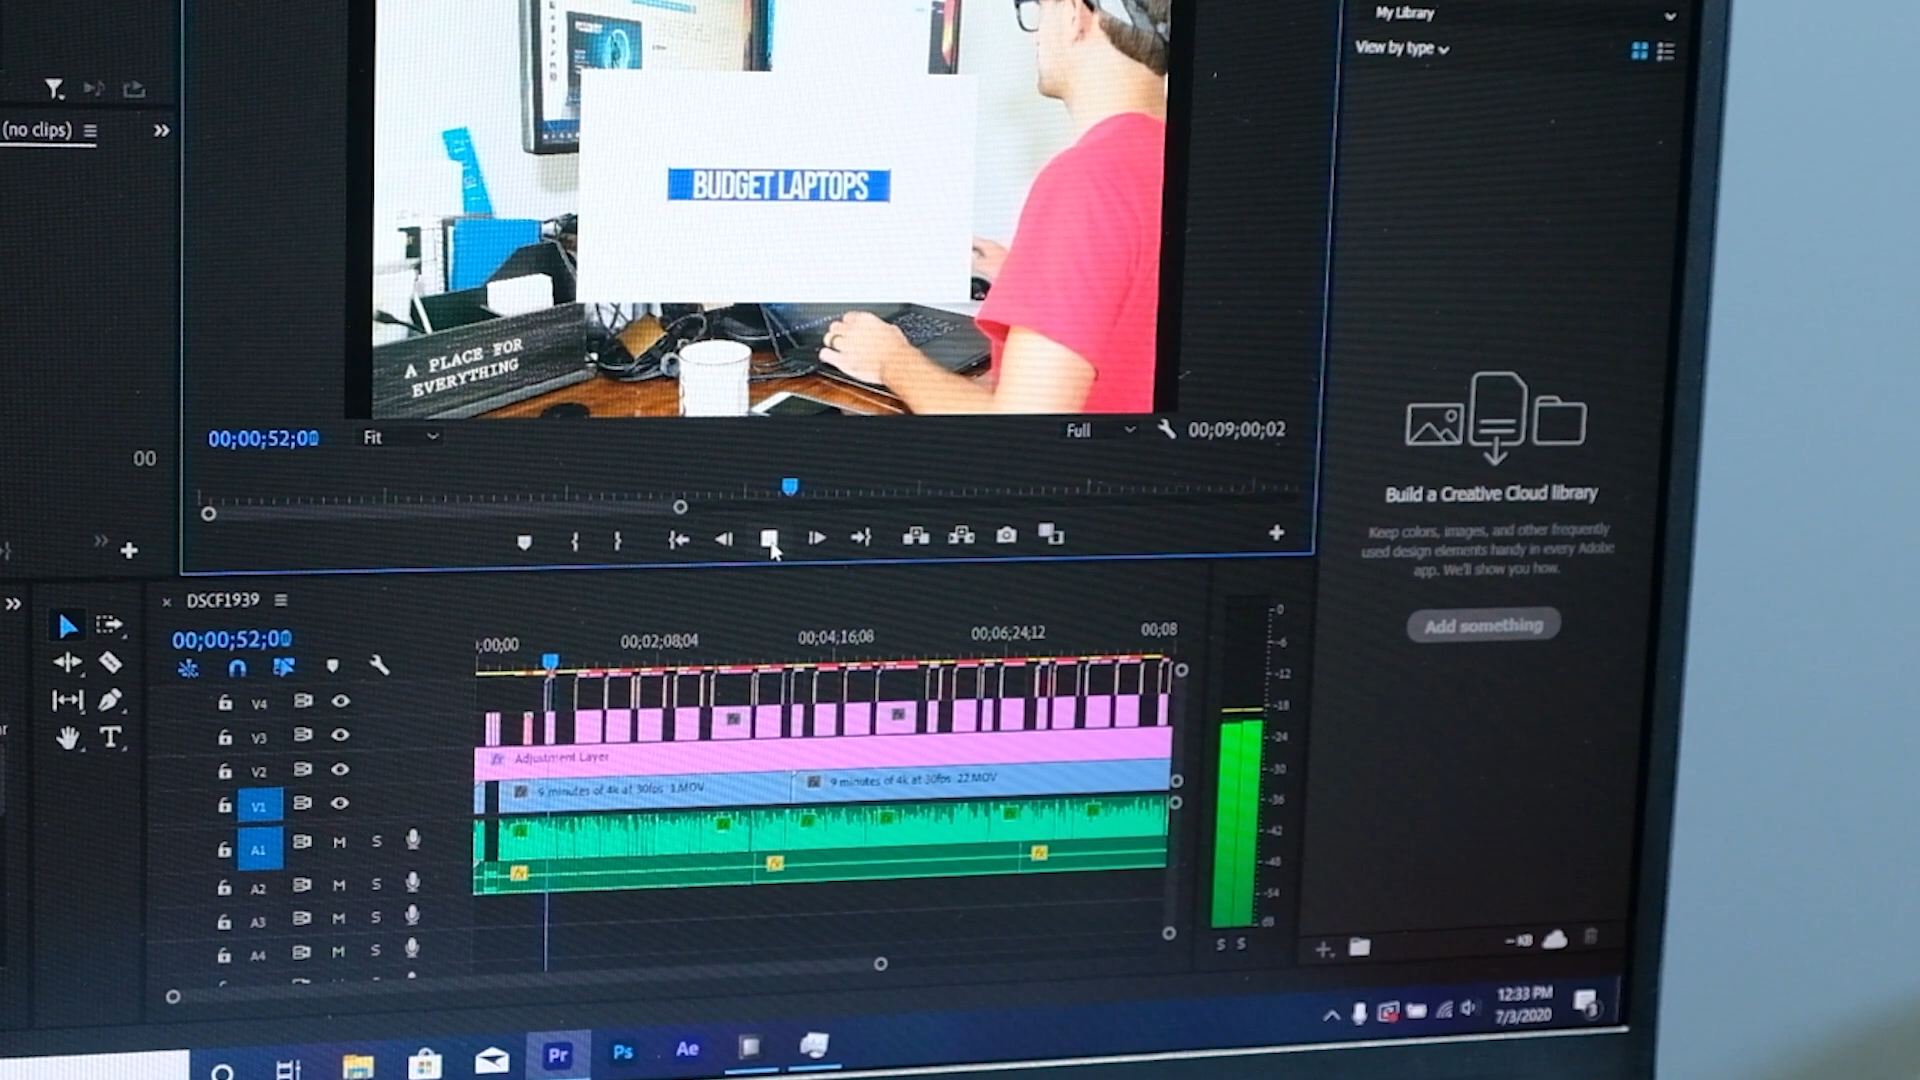 My Library
View by type
(no clips)
BUDGET LAPTOPS
A PLACE FOR
EVERYTHING
00;00;52;00
Fit
Full
00;09;00;02
00
Build a Creative Cloud library
Keep colors, images, and other frequently
used design elements handy in every Adobe
app. We'll show you how.
Add something
DSCF1939
00;00;52;00
;00;00
00;02;08;04
00;04;16;08
00;06;24;12
00;08
V4
V3
V2
V1
A1 M S
A2 M S
A3 M S
A4 M S
T
Adjustment Layer
fx 9 minutes of 4k at 30fps 1.MOV
fx 9 minutes of 4k at 30fps 22.MOV
0
-6
-12
-18
-24
-30
-36
-42
-48
-54
dB
S S
-- KB
12:33 PM
7/3/2020
3
Pr
Ps
Ae